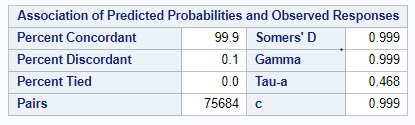 Association of Predicted Probabilities and Observed Responses
Percent Concordant 99.9 Somers' D 0.999
Percent Discordant 0.1 Gamma 0.999
Percent Tied 0.0 Tau-a 0.468
Pairs 75684 c 0.999